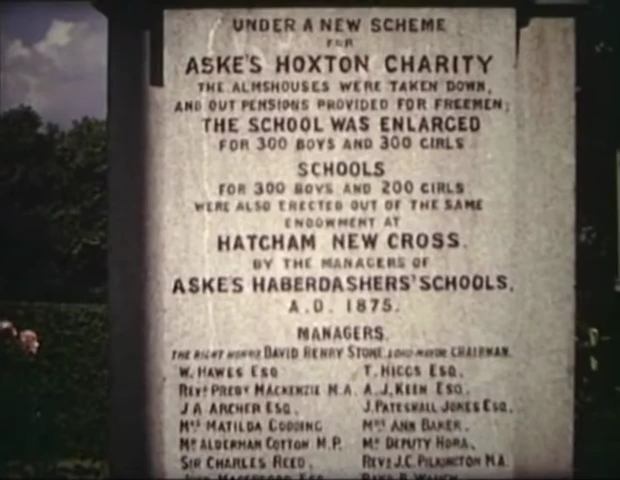 UNDER A NEW SCHEME
FOR
ASKE'S HOXTON CHARITY
THE ALMSHOUSES WERE TAKEN DOWN,
AND OUT PENSIONS PROVIDED FOR FREEMEN;
THE SCHOOL WAS ENLARGED
FOR 300 BOYS AND 300 GIRLS
SCHOOLS
FOR 300 BOYS AND 200 GIRLS
WERE ALSO ERECTED OUT OF THE SAME
ENDOWMENT AT
HATCHAM NEW CROSS.
BY THE MANAGERS OF
ASKE'S HABERDASHERS' SCHOOLS,
A.D. 1875.
MANAGERS.
THE RIGHT DAVID HENRY STONE, LORD MAYOR CHAIRMAN.
W. HAWES ESQ T. HIGGS ESQ.
REVD. PREBY MACKENZIE M.A. A.J. KEEN ESQ.
J.A. ARCHER ESQ. J. ESQ.
MRS MATILDA GODDING MRS ANN BAKER.
MR ALDERMAN COTTON M.P. MR DEPUTY HORA.
SIR CHARLES REED. REVD J.C. PILKINGTON M.A.
ESQ